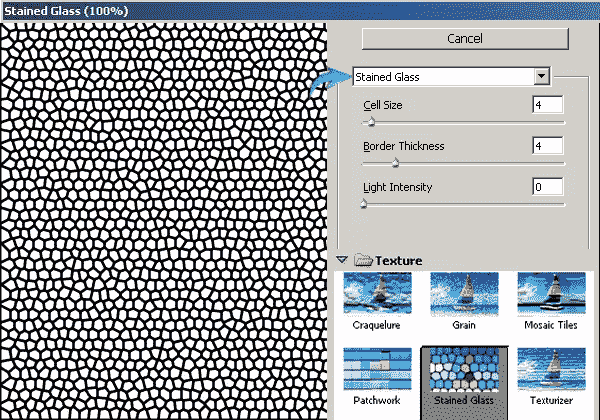 Stained Glass (100%)
Cancel
Stained Glass
Cell Size 4
Border Thickness 4
Light Intensity 0
Texture
Craquelure Grain Mosaic Tiles
Patchwork Stained Glass Texturizer